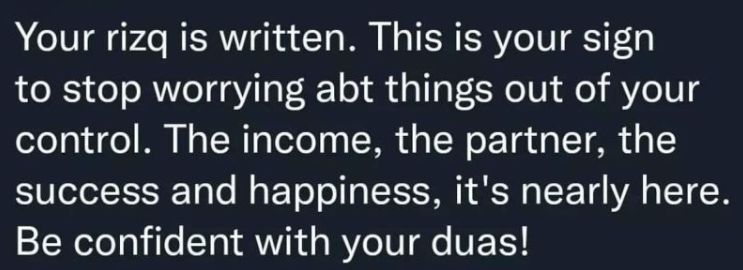 Your rizq is written. This is your sign
to stop worrying abt things out of your
control. The income, the partner, the
success and happiness, it's nearly here.
Be confident with your duas!